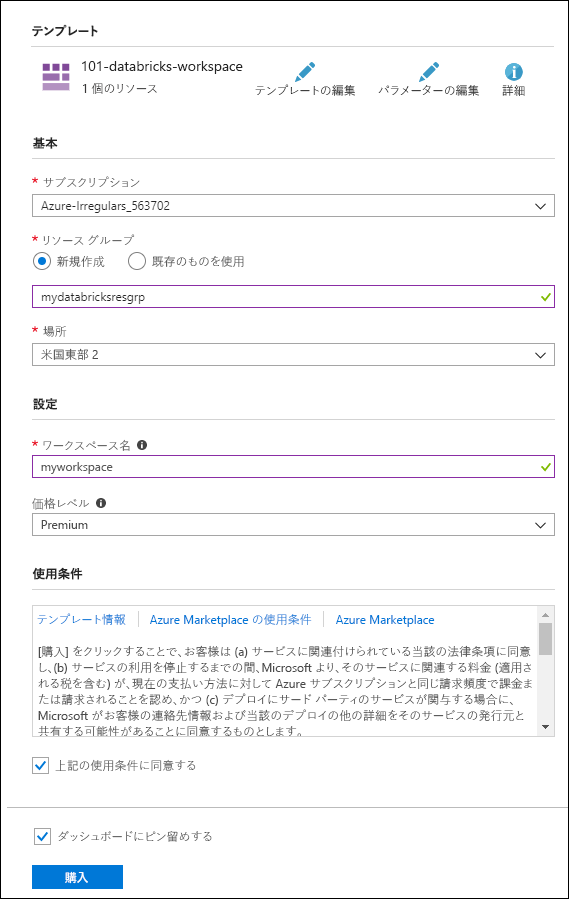 テンプレート
101-databricks-workspace
1 個のリソース
テンプレートの編集
パラメーターの編集
詳細
基本
* サブスクリプション
Azure-Irregulars_563702
* リソース グループ
新規作成 既存のものを使用
mydatabricksresgrp
* 場所
米国東部 2
設定
* ワークスペース名
myworkspace
価格レベル
Premium
使用条件
テンプレート情報 Azure Marketplace の使用条件 Azure Marketplace
[購入] をクリックすることで、お客様は (a) サービスに関連付けられている当該の法律条項に同意
し、(b) サービスの利用を停止するまでの間、Microsoft より、そのサービスに関連する料金 (適用さ
れる税を含む) が、現在の支払い方法に対して Azure サブスクリプションと同じ請求頻度で課金ま
たは請求されることを認め、かつ (c) デプロイにサード パーティのサービスが関与する場合に、
Microsoft がお客様の連絡先情報および当該のデプロイの他の詳細をそのサービスの発行元と
共有する可能性があることに同意するものとします。
上記の使用条件に同意する
ダッシュボードにピン留めする
購入